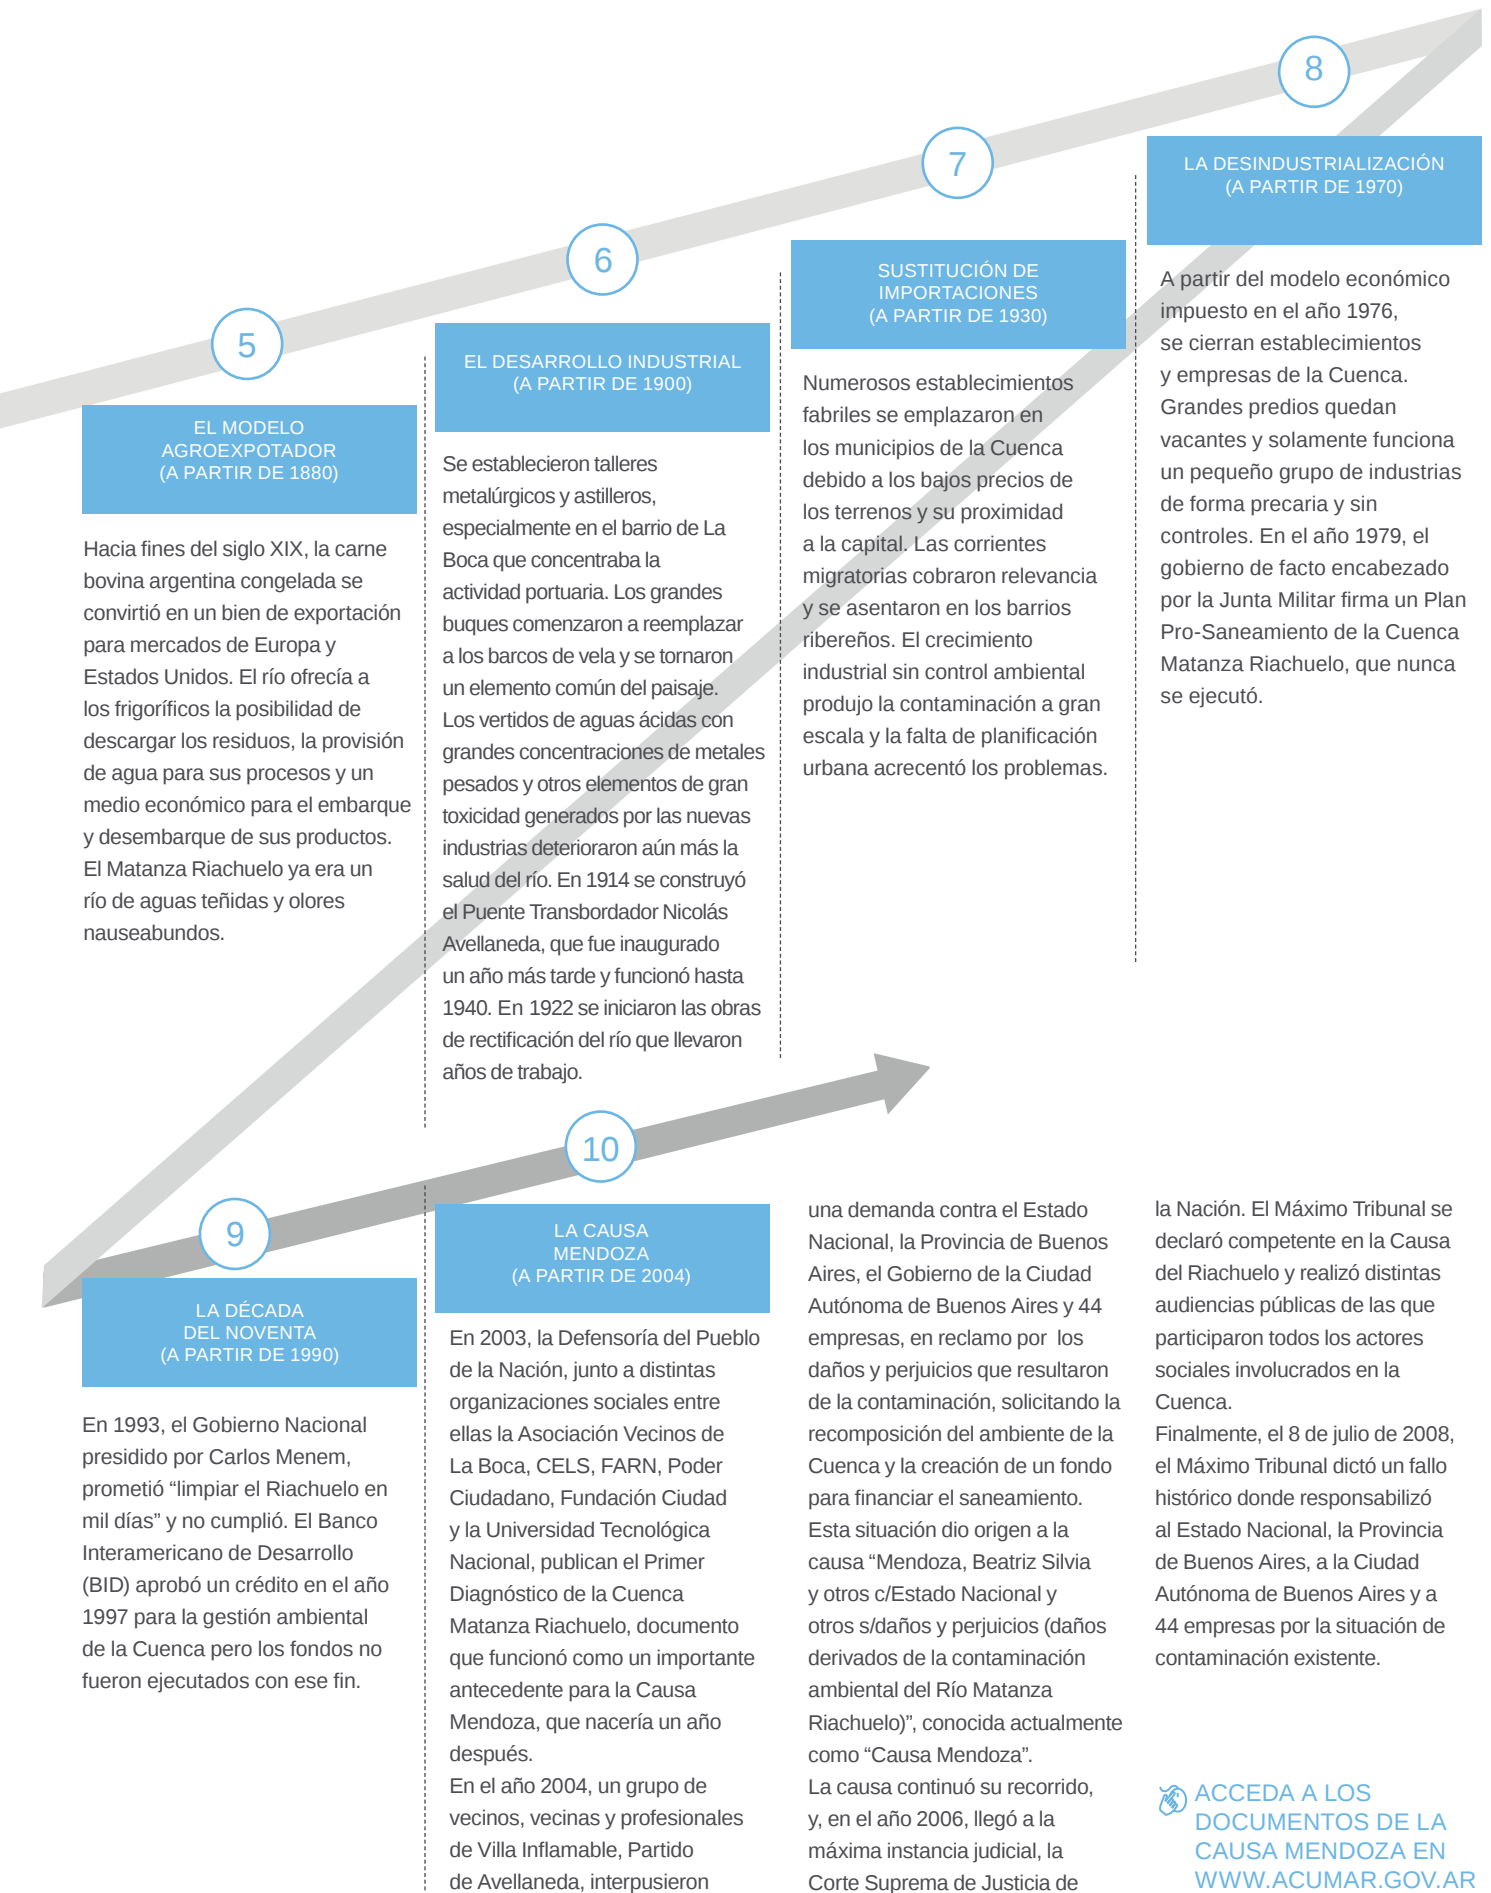 5
EL MODELO
AGROEXPOTADOR
(A PARTIR DE 1880)
Hacia fines del siglo XIX, la carne
bovina argentina congelada se
convirtió en un bien de exportación
para mercados de Europa y
Estados Unidos. El río ofrecía a
los frigoríficos la posibilidad de
descargar los residuos, la provisión
de agua para sus procesos y un
medio económico para el embarque
y desembarque de sus productos.
El Matanza Riachuelo ya era un
río de aguas teñidas y olores
nauseabundos.
6
EL DESARROLLO INDUSTRIAL
(A PARTIR DE 1900)
Se establecieron talleres
metalúrgicos y astilleros,
especialmente en el barrio de La
Boca que concentraba la
actividad portuaria. Los grandes
buques comenzaron a reemplazar
a los barcos de vela y se tornaron
un elemento común del paisaje.
Los vertidos de aguas ácidas con
grandes concentraciones de metales
pesados y otros elementos de gran
toxicidad generados por las nuevas
industrias deterioraron aún más la
salud del río. En 1914 se construyó
el Puente Transbordador Nicolás
Avellaneda, que fue inaugurado
un año más tarde y funcionó hasta
1940. En 1922 se iniciaron las obras
de rectificación del río que llevaron
años de trabajo.
7
SUSTITUCIÓN DE
IMPORTACIONES
(A PARTIR DE 1930)
Numerosos establecimientos
fabriles se emplazaron en
los municipios de la Cuenca
debido a los bajos precios de
los terrenos y su proximidad
a la capital. Las corrientes
migratorias cobraron relevancia
y se asentaron en los barrios
ribereños. El crecimiento
industrial sin control ambiental
produjo la contaminación a gran
escala y la falta de planificación
urbana acrecentó los problemas.
8
LA DESINDUSTRIALIZACIÓN
(A PARTIR DE 1970)
A partir del modelo económico
impuesto en el año 1976,
se cierran establecimientos
y empresas de la Cuenca.
Grandes predios quedan
vacantes y solamente funciona
un pequeño grupo de industrias
de forma precaria y sin
controles. En el año 1979, el
gobierno de facto encabezado
por la Junta Militar firma un Plan
Pro-Saneamiento de la Cuenca
Matanza Riachuelo, que nunca
se ejecutó.
9
LA DÉCADA
DEL NOVENTA
(A PARTIR DE 1990)
En 1993, el Gobierno Nacional
presidido por Carlos Menem,
prometió “limpiar el Riachuelo en
mil días” y no cumplió. El Banco
Interamericano de Desarrollo
(BID) aprobó un crédito en el año
1997 para la gestión ambiental
de la Cuenca pero los fondos no
fueron ejecutados con ese fin.
10
LA CAUSA
MENDOZA
(A PARTIR DE 2004)
En 2003, la Defensoría del Pueblo
de la Nación, junto a distintas
organizaciones sociales entre
ellas la Asociación Vecinos de
La Boca, CELS, FARN, Poder
Ciudadano, Fundación Ciudad
y la Universidad Tecnológica
Nacional, publican el Primer
Diagnóstico de la Cuenca
Matanza Riachuelo, documento
que funcionó como un importante
antecedente para la Causa
Mendoza, que nacería un año
después.
En el año 2004, un grupo de
vecinos, vecinas y profesionales
de Villa Inflamable, Partido
de Avellaneda, interpusieron
una demanda contra el Estado
Nacional, la Provincia de Buenos
Aires, el Gobierno de la Ciudad
Autónoma de Buenos Aires y 44
empresas, en reclamo por  los
daños y perjuicios que resultaron
de la contaminación, solicitando la
recomposición del ambiente de la
Cuenca y la creación de un fondo
para financiar el saneamiento.
Esta situación dio origen a la
causa “Mendoza, Beatriz Silvia
y otros c/Estado Nacional y
otros s/daños y perjuicios (daños
derivados de la contaminación
ambiental del Río Matanza
Riachuelo)”, conocida actualmente
como “Causa Mendoza”.
La causa continuó su recorrido,
y, en el año 2006, llegó a la
máxima instancia judicial, la
Corte Suprema de Justicia de
la Nación. El Máximo Tribunal se
declaró competente en la Causa
del Riachuelo y realizó distintas
audiencias públicas de las que
participaron todos los actores
sociales involucrados en la
Cuenca.
Finalmente, el 8 de julio de 2008,
el Máximo Tribunal dictó un fallo
histórico donde responsabilizó
al Estado Nacional, la Provincia
de Buenos Aires, a la Ciudad
Autónoma de Buenos Aires y a
44 empresas por la situación de
contaminación existente.
ACCEDA A LOS
DOCUMENTOS DE LA
CAUSA MENDOZA EN
WWW.ACUMAR.GOV.AR